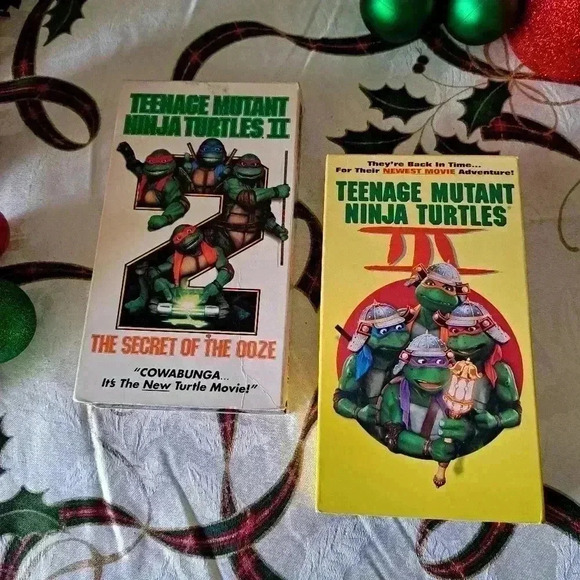 TEENAGE MUTANT
NINJA TURTLES II
2
THE SECRET OF THE OOZE
"COWABUNGA...
It's The New Turtle Movie!"
They're Back In Time...
For Their NEWEST MOVIE Adventure!
TEENAGE MUTANT
NINJA TURTLES
III